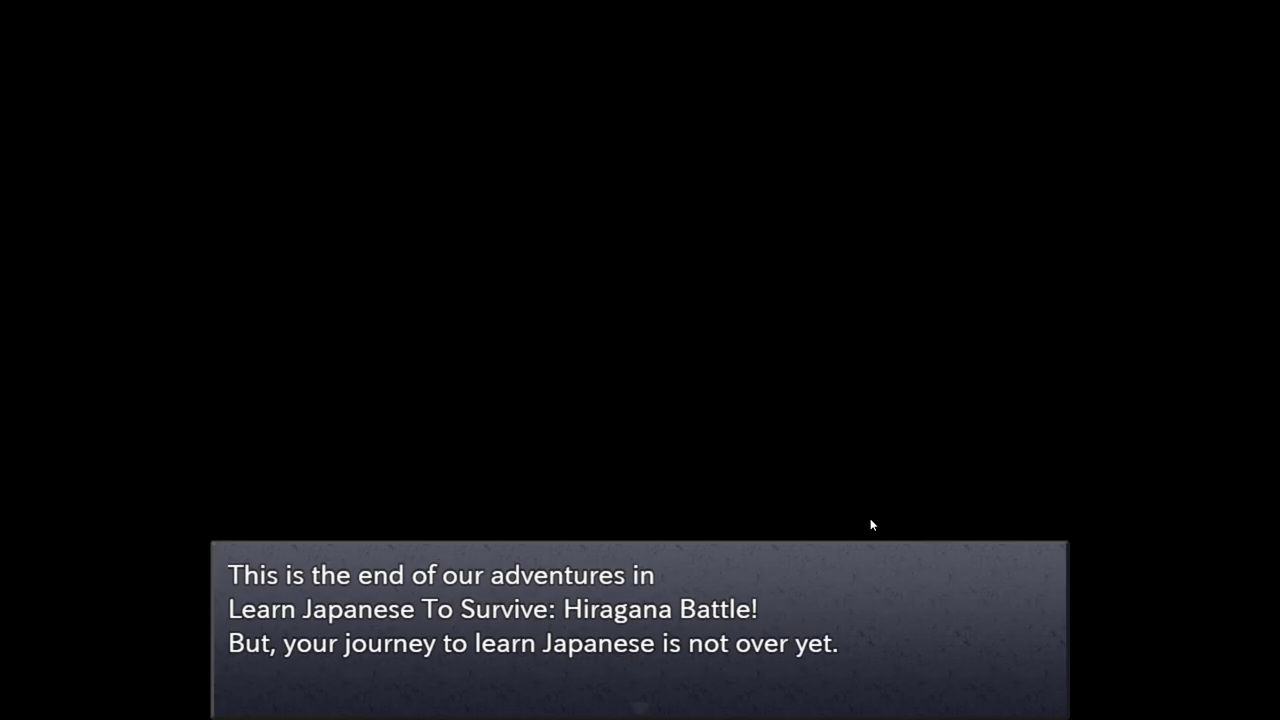 This is the end of our adventures in
Learn Japanese To Survive: Hiragana Battle!
But, your journey to learn Japanese is not over yet.